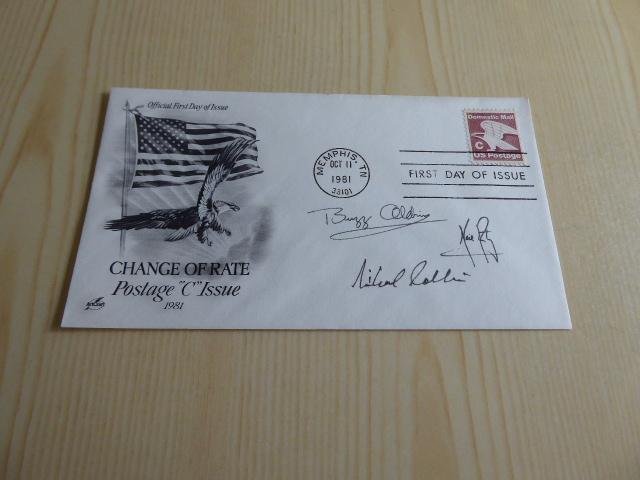 Official First Day of Issue
CHANGE OF RATE
Postage "C" Issue
1981
ArtCraft
MEMPHIS, TN
OCT 11
1981
38101
FIRST DAY OF ISSUE
Domestic Mail
C
US Postage
Buzz Aldrin
Michael Collins